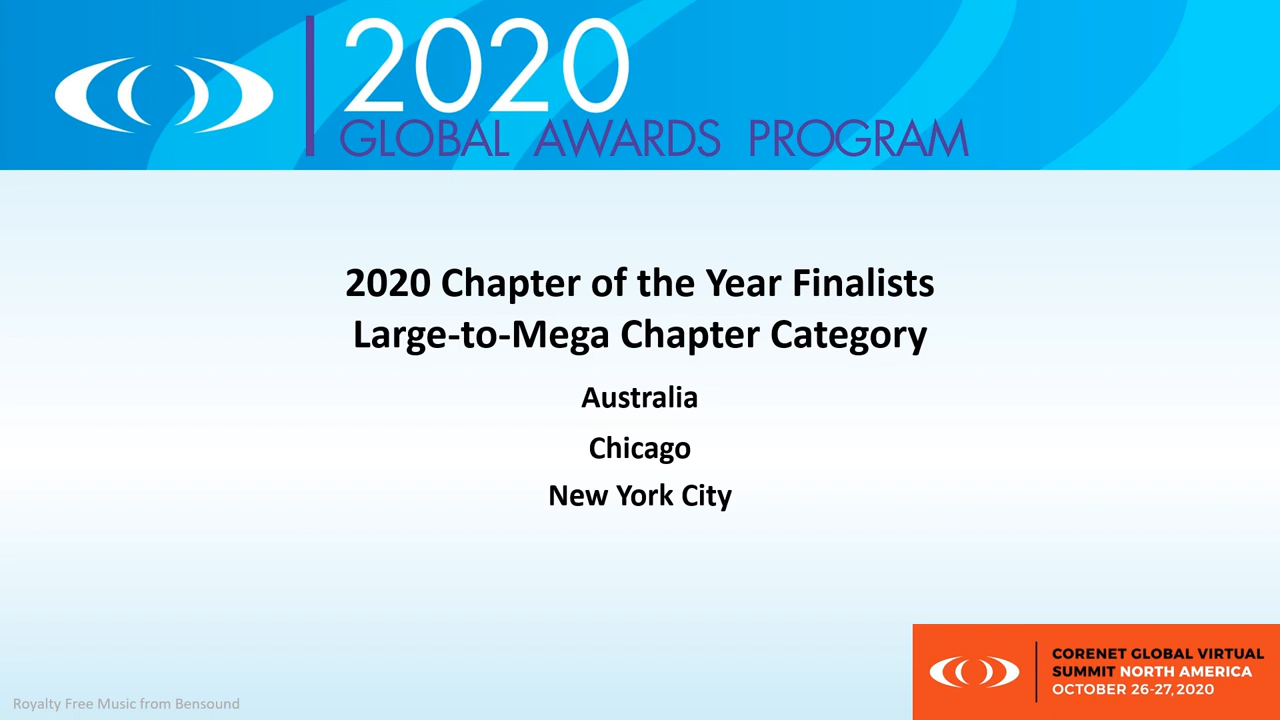 2020
GLOBAL AWARDS PROGRAM
2020 Chapter of the Year Finalists
Large-to-Mega Chapter Category
Australia
Chicago
New York City
CORENET GLOBAL VIRTUAL
SUMMIT NORTH AMERICA
OCTOBER 26-27, 2020
Royalty Free Music from Bensound